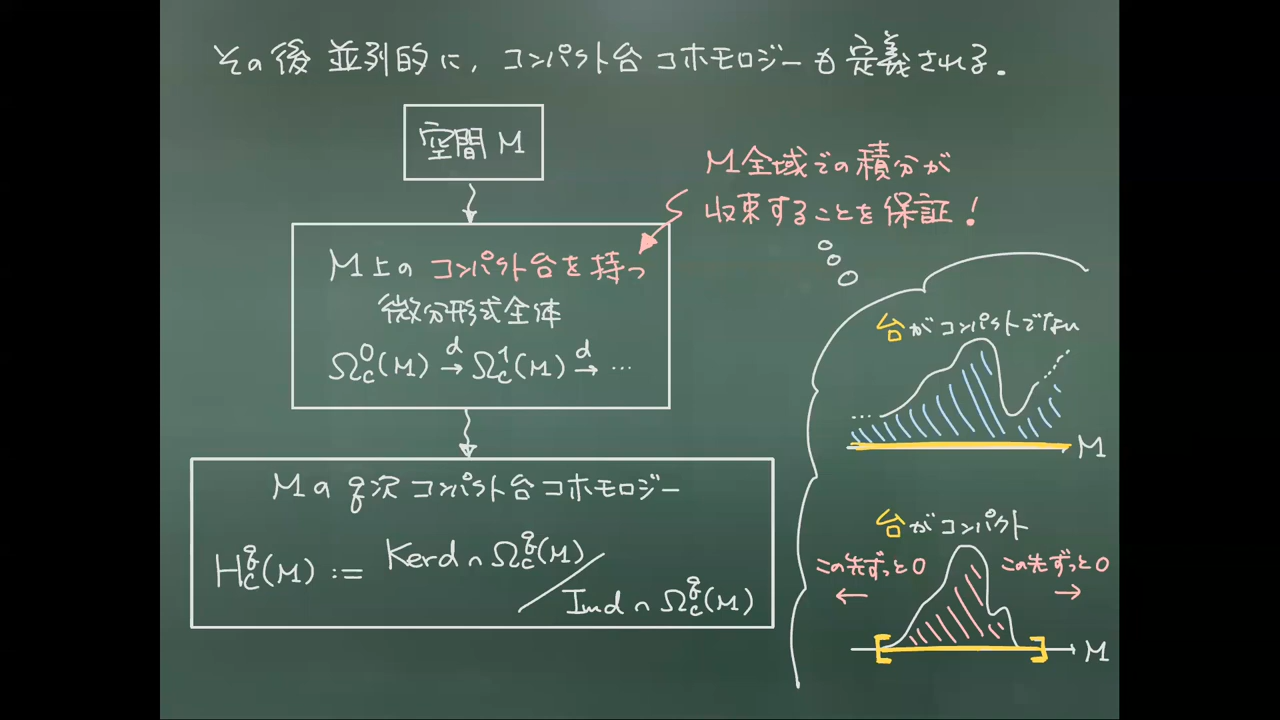 その後 並列的に, コンパクト台 コホモロジーも定義される.
空間 M
M全域での積分が
収束することを保証!
M上の コンパクト台を持つ
微分形式全体
Ω⁰c(M) →d Ω¹c(M) →d …
台がコンパクトでない
M
Mの q次コンパクト台コホモロジー
Hqc(M) := Ker d ∩ Ωqc(M) / Im d ∩ Ωqc(M)
台がコンパクト
この先ずっと0
この先ずっと0
M